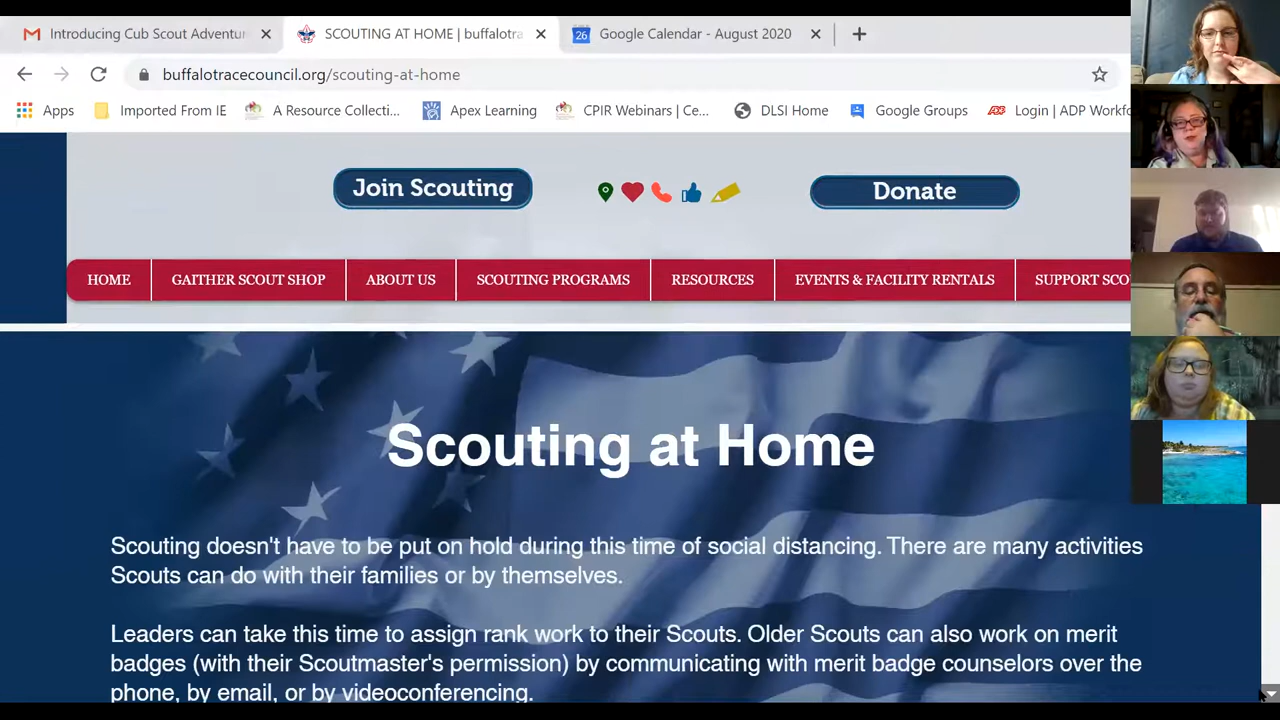 Introducing Cub Scout Adventu
SCOUTING AT HOME | buffalotra
26
Google Calendar - August 2020
buffalotracecouncil.org/scouting-at-home
Apps
Imported From IE
A Resource Collecti...
Apex Learning
CPIR Webinars | Ce...
DLSI Home
Google Groups
Login | ADP Workfo
Join Scouting
Donate
HOME
GAITHER SCOUT SHOP
ABOUT US
SCOUTING PROGRAMS
RESOURCES
EVENTS & FACILITY RENTALS
SUPPORT SCO
Scouting at Home
Scouting doesn't have to be put on hold during this time of social distancing. There are many activities
Scouts can do with their families or by themselves.
Leaders can take this time to assign rank work to their Scouts. Older Scouts can also work on merit
badges (with their Scoutmaster's permission) by communicating with merit badge counselors over the
phone, by email, or by videoconferencing.